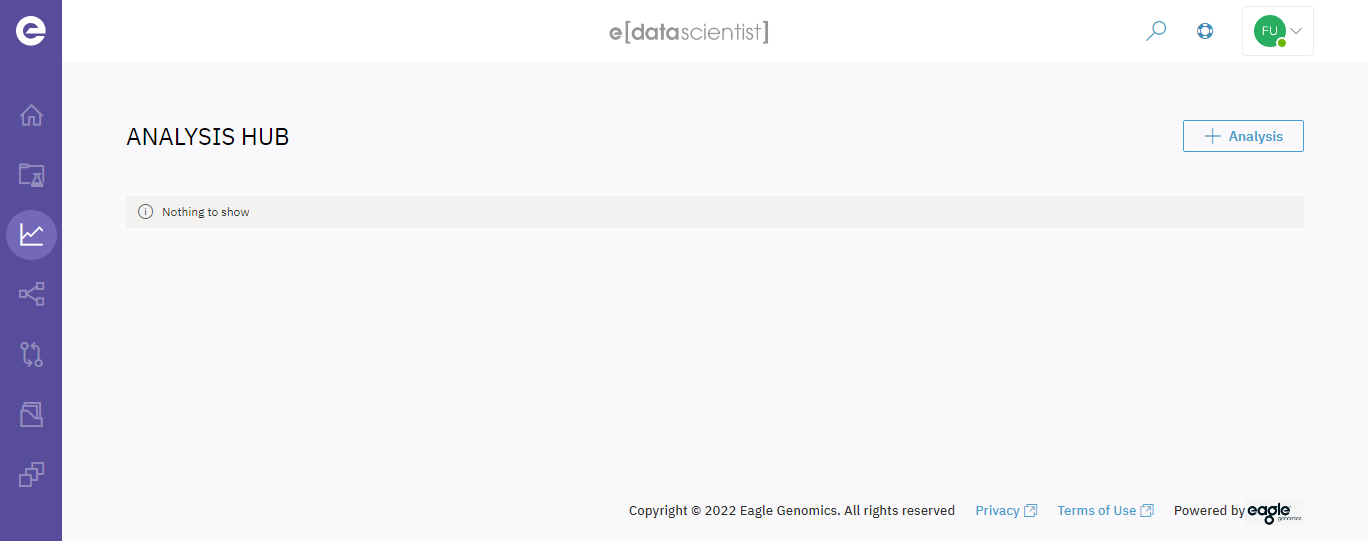 e
e[datascientist]
FU
ANALYSIS HUB
Analysis
Nothing to show
Copyright © 2022 Eagle Genomics. All rights reserved Privacy Terms of Use Powered by eagle genomics